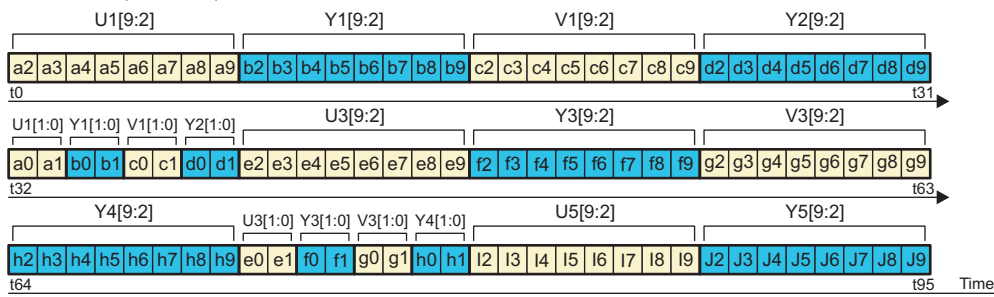 U1[9:2] Y1[9:2] V1[9:2] Y2[9:2]
a2 a3 a4 a5 a6 a7 a8 a9 b2 b3 b4 b5 b6 b7 b8 b9 c2 c3 c4 c5 c6 c7 c8 c9 d2 d3 d4 d5 d6 d7 d8 d9
t0 t31
U1[1:0] Y1[1:0] V1[1:0] Y2[1:0] U3[9:2] Y3[9:2] V3[9:2]
a0 a1 b0 b1 c0 c1 d0 d1 e2 e3 e4 e5 e6 e7 e8 e9 f2 f3 f4 f5 f6 f7 f8 f9 g2 g3 g4 g5 g6 g7 g8 g9
t32 t63
Y4[9:2] U3[1:0] Y3[1:0] V3[1:0] Y4[1:0] U5[9:2] Y5[9:2]
h2 h3 h4 h5 h6 h7 h8 h9 e0 e1 f0 f1 g0 g1 h0 h1 I2 I3 I4 I5 I6 I7 I8 I9 J2 J3 J4 J5 J6 J7 J8 J9
t64 t95 Time